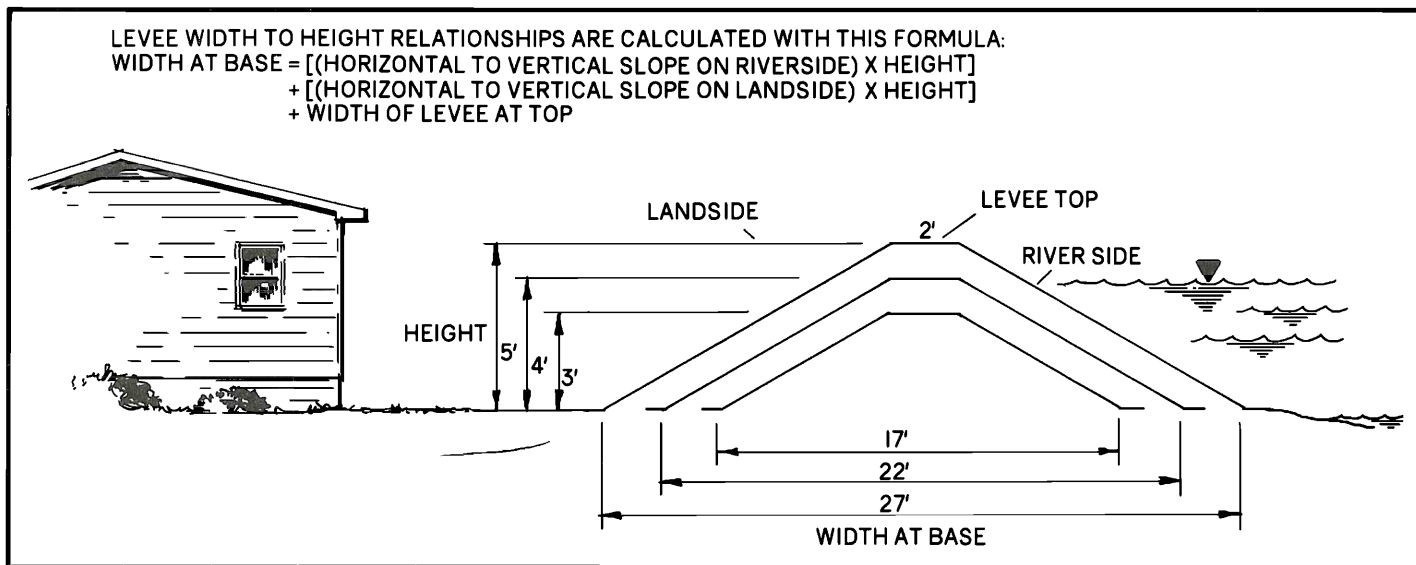 LEVEE WIDTH TO HEIGHT RELATIONSHIPS ARE CALCULATED WITH THIS FORMULA:
WIDTH AT BASE = [(HORIZONTAL TO VERTICAL SLOPE ON RIVERSIDE) X HEIGHT]
+ [(HORIZONTAL TO VERTICAL SLOPE ON LANDSIDE) X HEIGHT]
+ WIDTH OF LEVEE AT TOP
LANDSIDE
LEVEE TOP
2'
RIVER SIDE
HEIGHT
5'
4'
3'
17'
22'
27'
WIDTH AT BASE